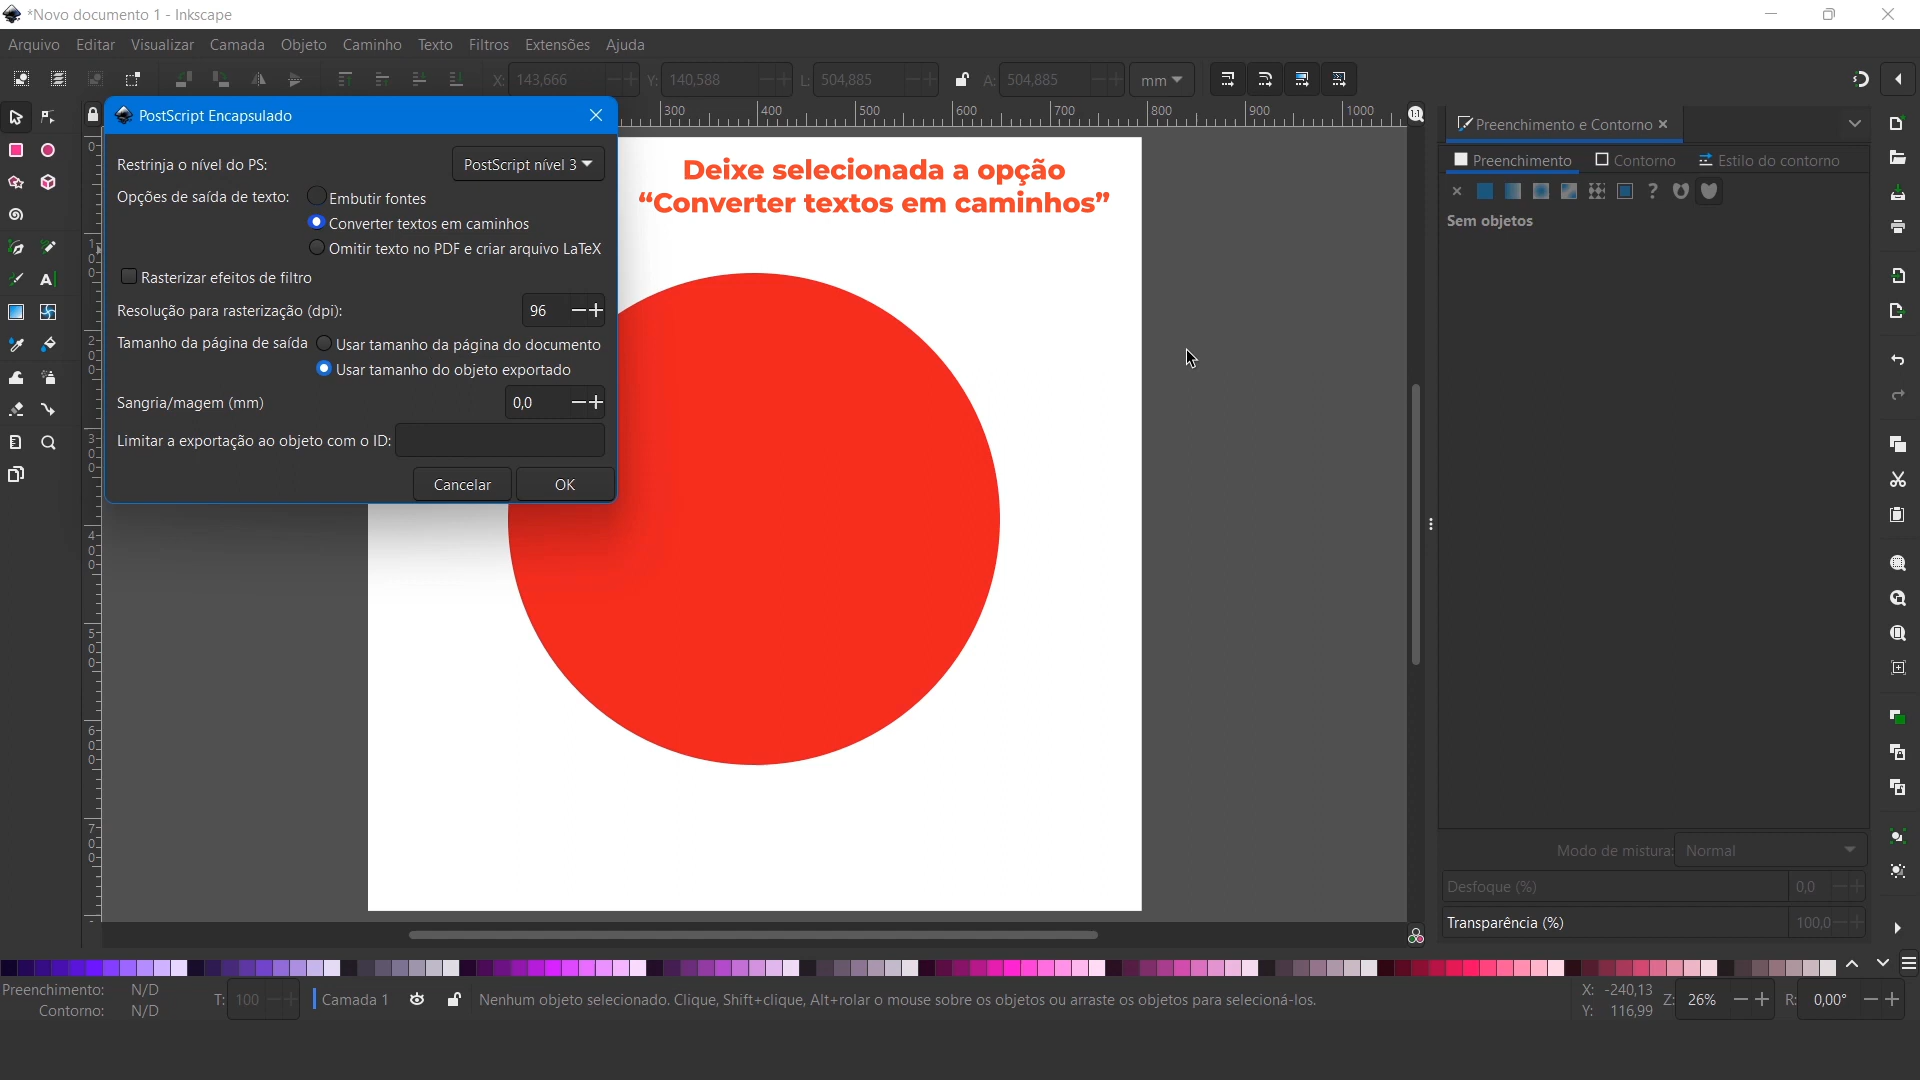 *Novo documento 1 - Inkscape
Arquivo Editar Visualizar Camada Objeto Caminho Texto Filtros Extensões Ajuda
X: 143,666 Y: 140,588 L: 504,885 A: 504,885 mm
PostScript Encapsulado
300 400 500 600 700 800 900 1000
Preenchimento e Contorno
Restrinja o nível do PS: PostScript nível 3
Opções de saída de texto: Embutir fontes
Converter textos em caminhos
Omitir texto no PDF e criar arquivo LaTeX
Rasterizar efeitos de filtro
Resolução para rasterização (dpi): 96
Tamanho da página de saída Usar tamanho da página do documento
Usar tamanho do objeto exportado
Sangria/magem (mm) 0,0
Limitar a exportação ao objeto com o ID:
Cancelar OK
Deixe selecionada a opção
“Converter textos em caminhos”
Preenchimento Contorno Estilo do contorno
Sem objetos
Modo de mistura: Normal
Desfoque (%) 0,0
Transparência (%) 100,0
Preenchimento: N/D
Contorno: N/D
T: 100
Camada 1
Nenhum objeto selecionado. Clique, Shift+clique, Alt+rolar o mouse sobre os objetos ou arraste os objetos para selecioná-los.
X: -240,13
Y: 116,99
Z: 26%
R: 0,00°